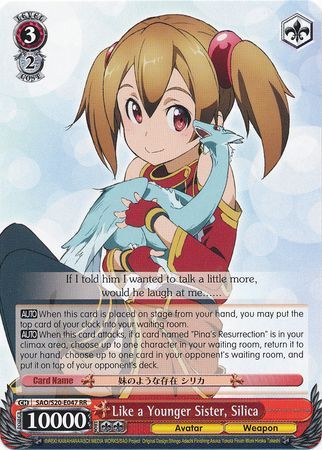 LEVEL
3
2
COST
If I told him I wanted to talk a little more,
would he laugh at me......
AUTO When this card is placed on stage from your hand, you may put the
top card of your clock into your waiting room.
AUTO When this card attacks, if a card named "Pina's Resurrection" is in your
climax area, choose up to one character in your waiting room, return it to
your hand, choose up to one card in your opponent's waiting room, and put
it on top of your opponent's deck.
Card Name
妹のような存在 シリカ
CH SAO/S20-E047 RR
10000
Like a Younger Sister, Silica
Avatar
Weapon